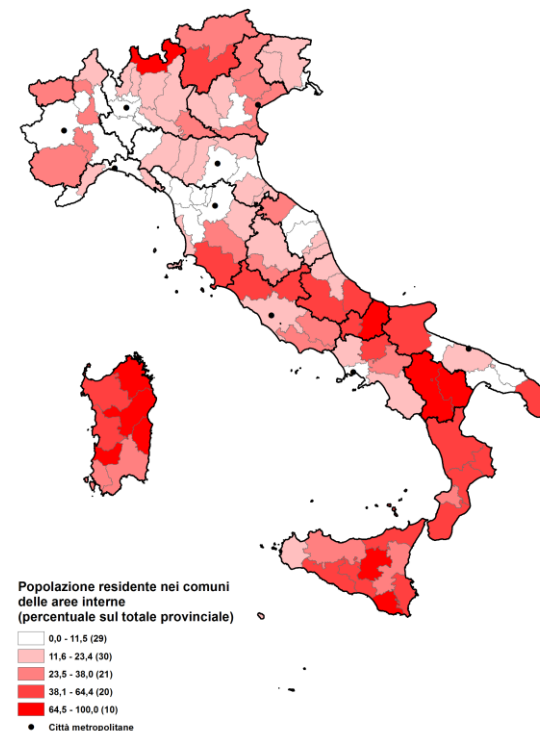 Popolazione residente nei comuni
delle aree interne
(percentuale sul totale provinciale)
0,0 - 11,5 (29)
11,6 - 23,4 (30)
23,5 - 38,0 (21)
38,1 - 64,4 (20)
64,5 - 100,0 (10)
Città metropolitane